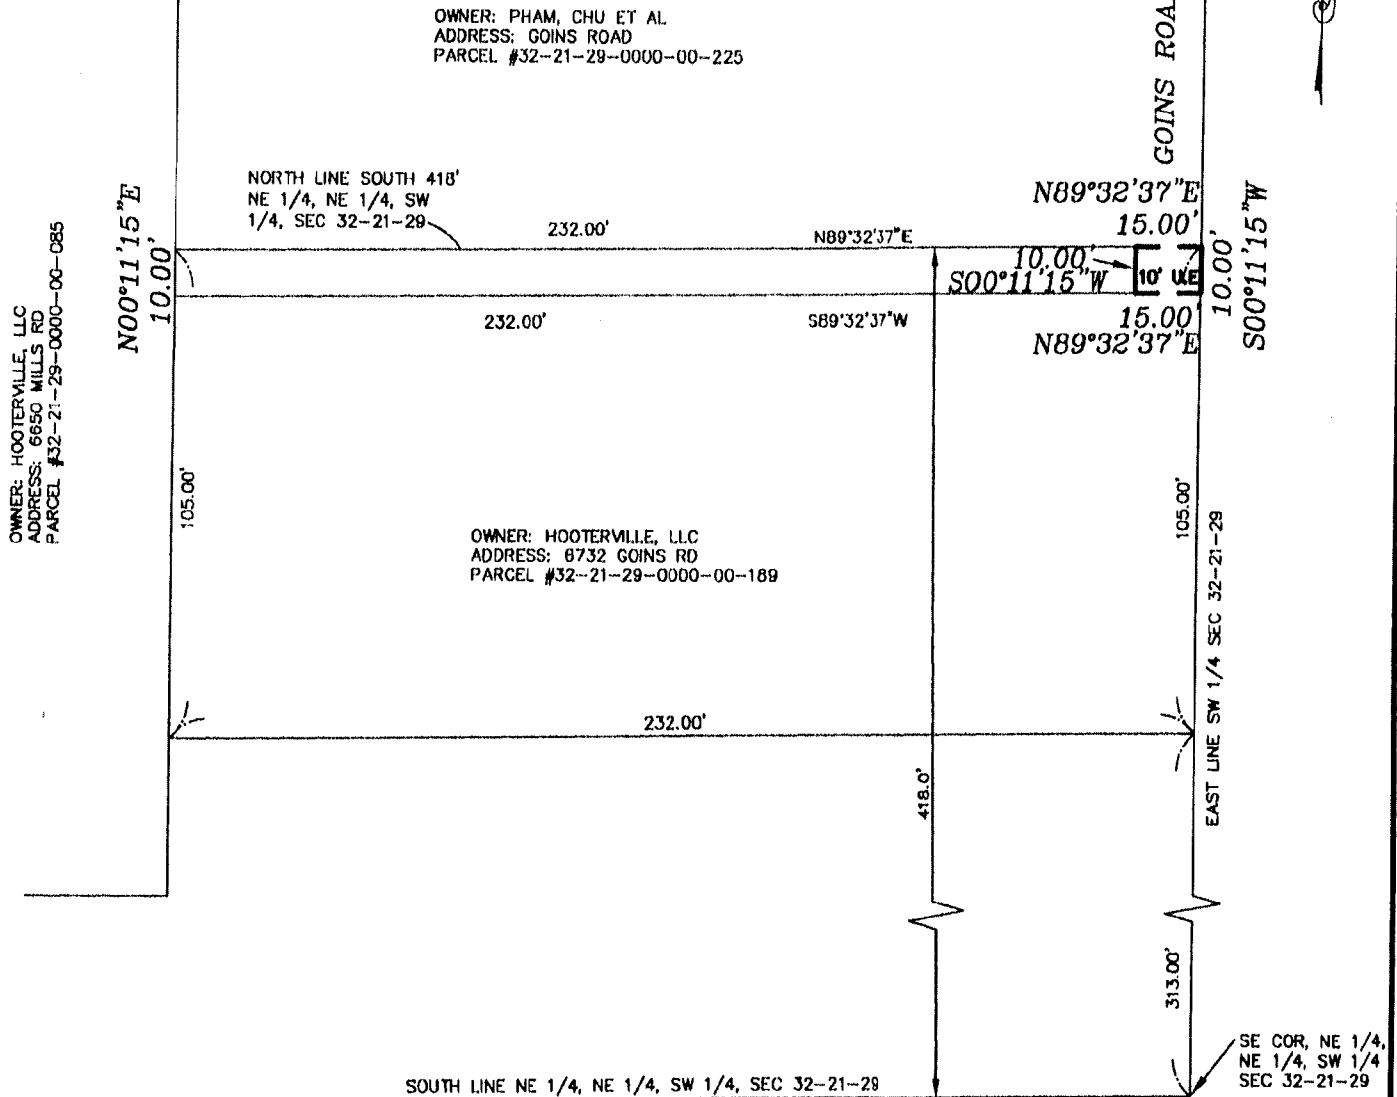 OWNER: PHAM, CHU ET AL
ADDRESS: GOINS ROAD
PARCEL #32-21-29-0000-00-225
GOINS ROA
NORTH LINE SOUTH 418'
NE 1/4, NE 1/4, SW
1/4, SEC 32-21-29
232.00'
N89°32'37"E
N89°32'37"E
15.00'
N00°11'15"E
10.00'
10.00'
S00°11'15"W
10' UE
10.00'
S00°11'15"W
232.00'
S89°32'37"W
15.00'
N89°32'37"E
OWNER: HOOTERVILLE, LLC
ADDRESS: 6650 MILLS RD
PARCEL #32-21-29-0000-00-085
105.00'
OWNER: HOOTERVILLE, LLC
ADDRESS: 6732 GOINS RD
PARCEL #32-21-29-0000-00-189
105.00'
EAST LINE SW 1/4 SEC 32-21-29
232.00'
418.0'
313.00'
SE COR, NE 1/4,
NE 1/4, SW 1/4
SEC 32-21-29
SOUTH LINE NE 1/4, NE 1/4, SW 1/4, SEC 32-21-29